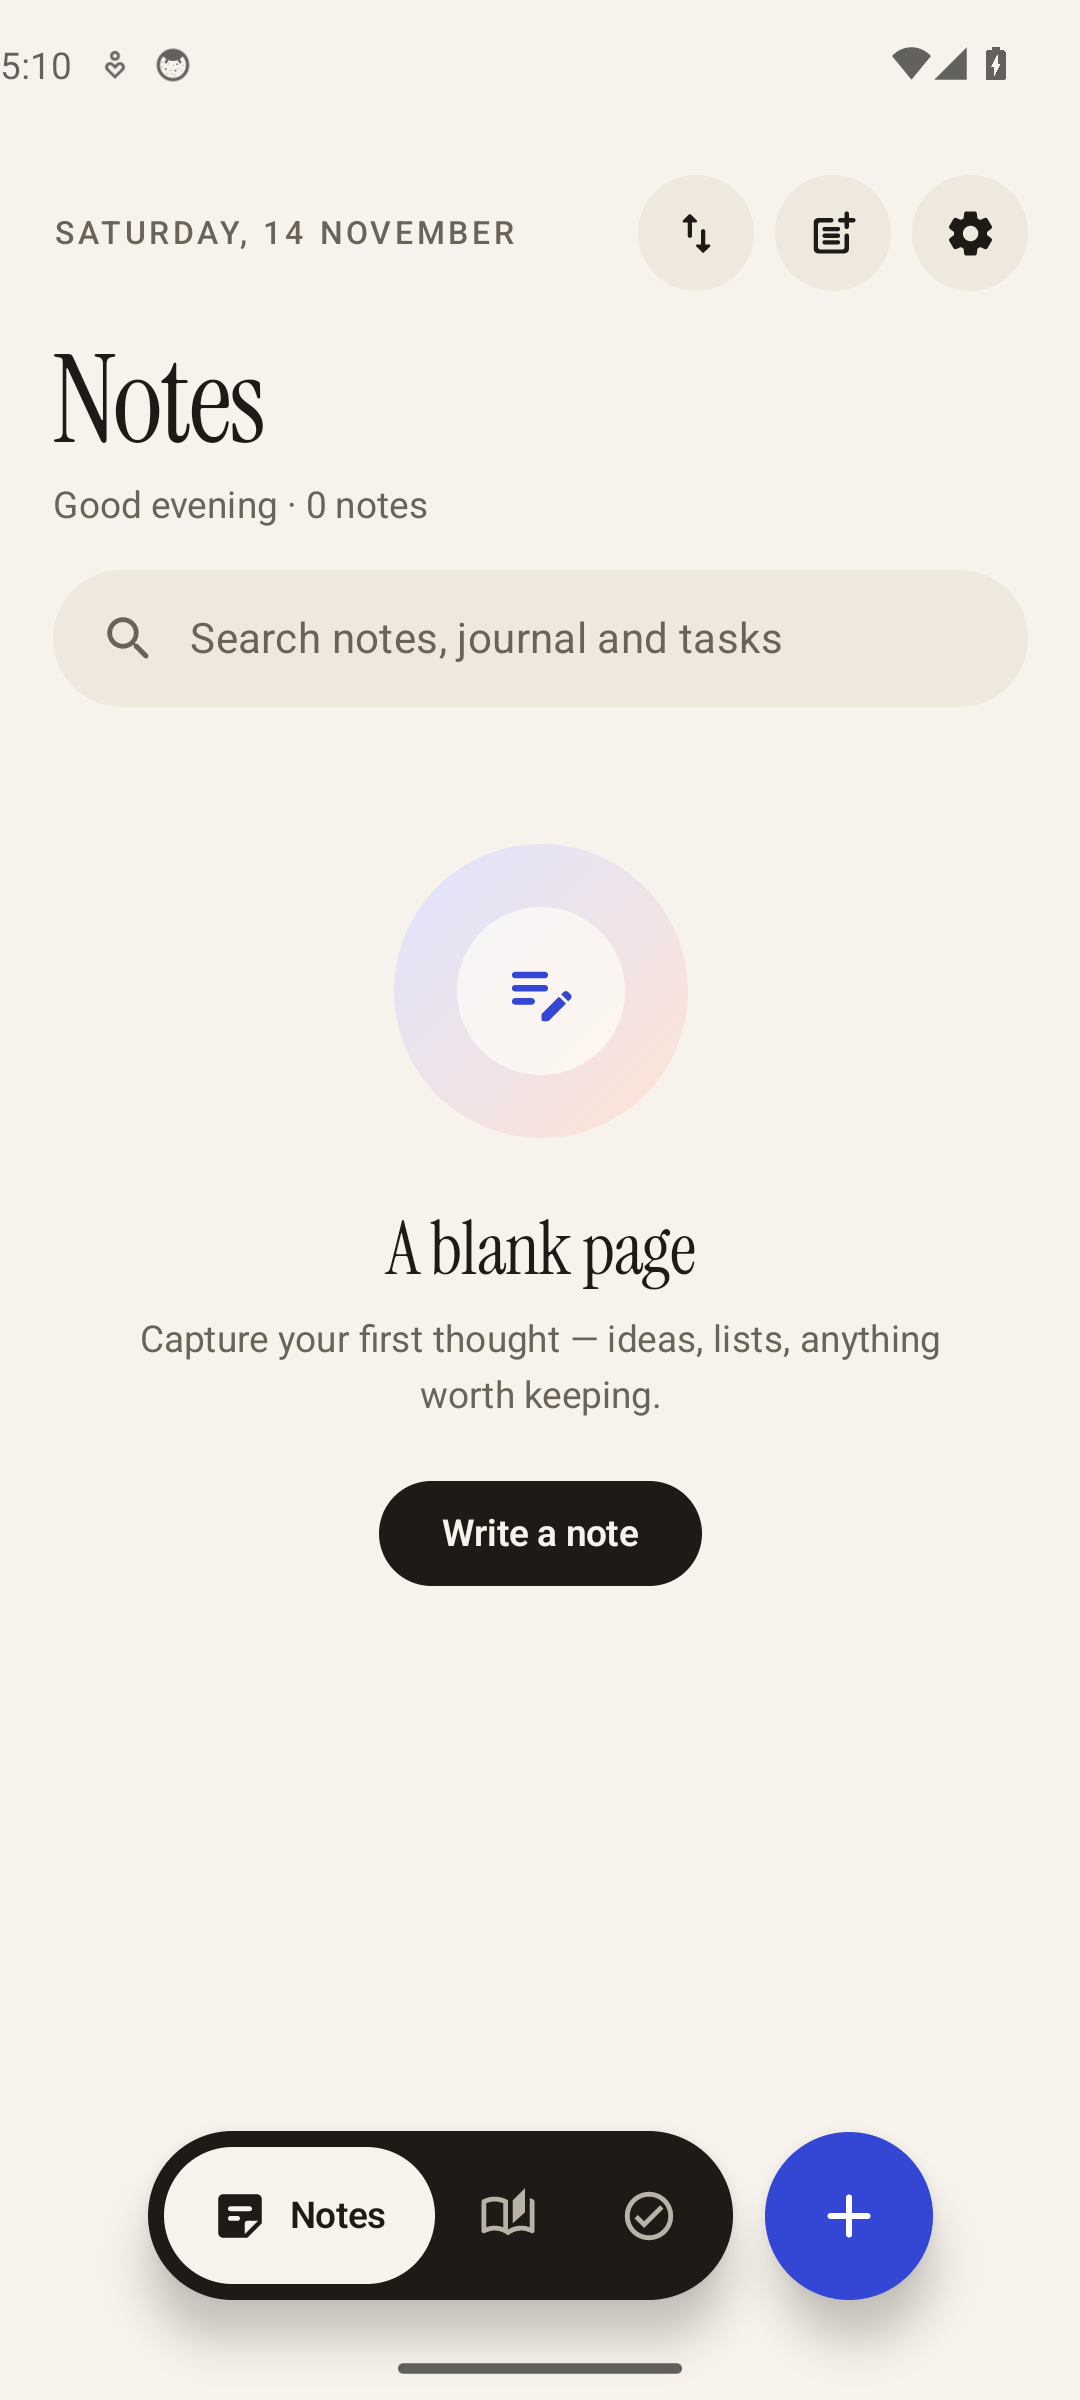 5:10
SATURDAY, 14 NOVEMBER
Notes
Good evening · 0 notes
Search notes, journal and tasks
A blank page
Capture your first thought — ideas, lists, anything
worth keeping.
Write a note
Notes